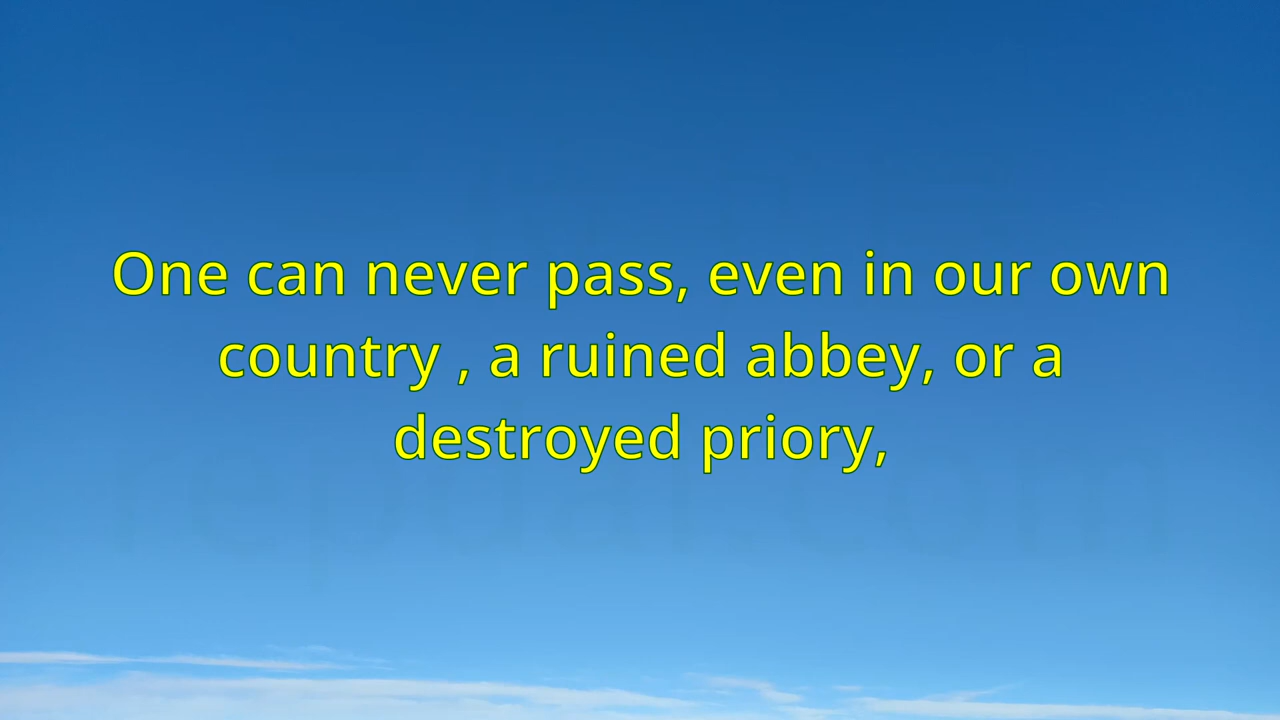 One can never pass, even in our own
country , a ruined abbey, or a
destroyed priory,